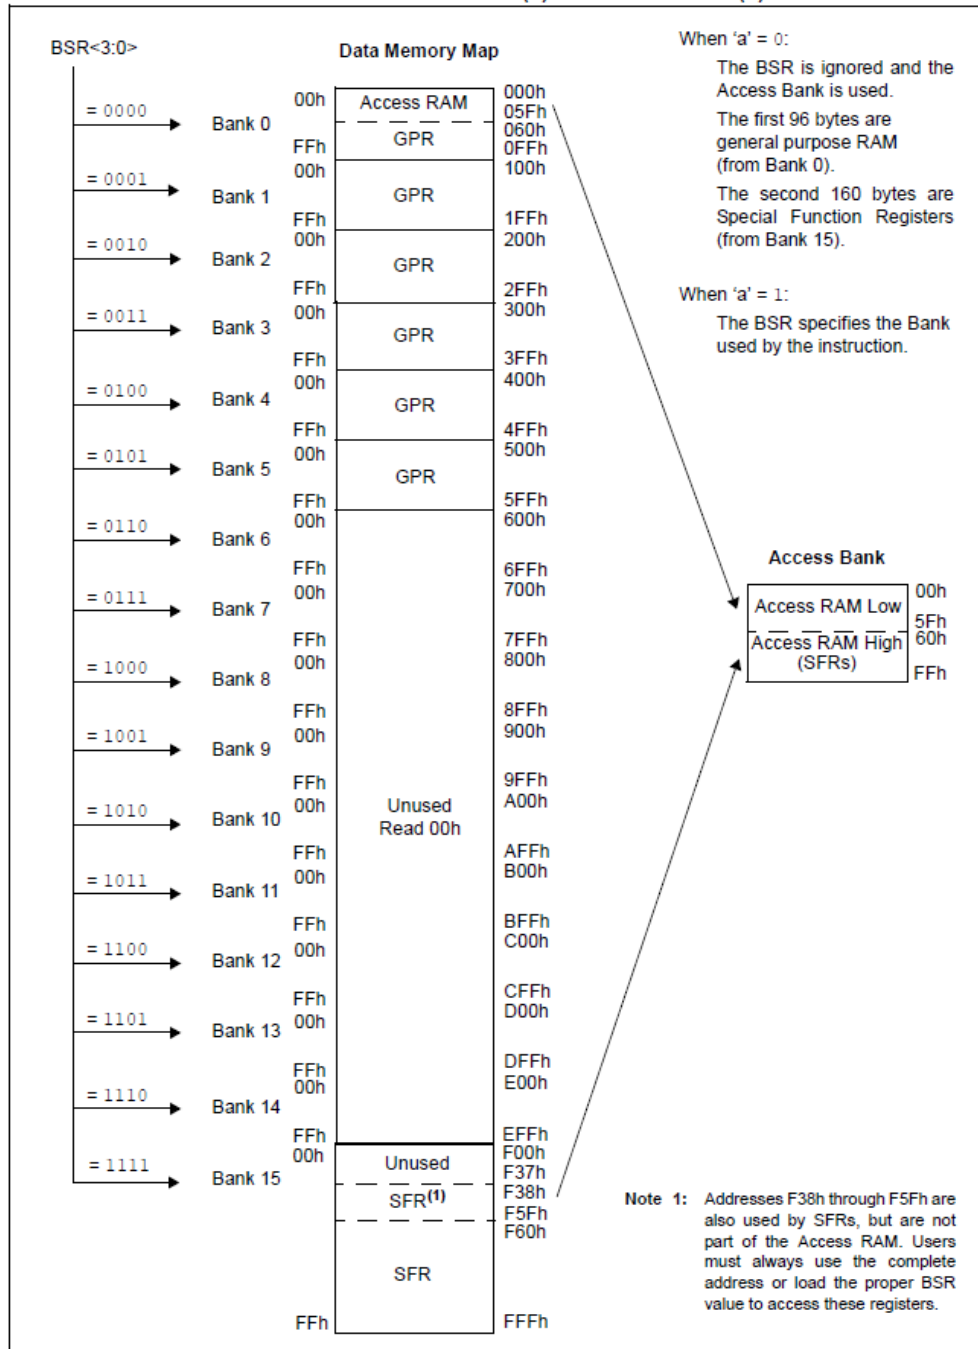 BSR<3:0>
Data Memory Map
When ‘a’ = 0:
The BSR is ignored and the
Access Bank is used.
The first 96 bytes are
general purpose RAM
(from Bank 0).
The second 160 bytes are
Special Function Registers
(from Bank 15).
When ‘a’ = 1:
The BSR specifies the Bank
used by the instruction.
= 0000
Bank 0
00h
Access RAM
000h
05Fh
GPR
060h
FFh
0FFh
= 0001
Bank 1
00h
100h
GPR
FFh
1FFh
= 0010
Bank 2
00h
200h
GPR
FFh
2FFh
= 0011
Bank 3
00h
300h
GPR
FFh
3FFh
= 0100
Bank 4
00h
400h
GPR
FFh
4FFh
= 0101
Bank 5
00h
500h
GPR
FFh
5FFh
= 0110
Bank 6
00h
600h
FFh
6FFh
= 0111
Bank 7
00h
700h
FFh
7FFh
= 1000
Bank 8
00h
800h
FFh
8FFh
= 1001
Bank 9
00h
900h
FFh
9FFh
= 1010
Bank 10
00h
Unused
Read 00h
A00h
FFh
AFFh
= 1011
Bank 11
00h
B00h
FFh
BFFh
= 1100
Bank 12
00h
C00h
FFh
CFFh
= 1101
Bank 13
00h
D00h
FFh
DFFh
= 1110
Bank 14
00h
E00h
FFh
EFFh
= 1111
Bank 15
00h
Unused
F00h
F37h
SFR(1)
F38h
F5Fh
SFR
F60h
FFh
FFFh
Access Bank
Access RAM Low
00h
5Fh
Access RAM High
(SFRs)
60h
FFh
Note 1: Addresses F38h through F5Fh are
also used by SFRs, but are not
part of the Access RAM. Users
must always use the complete
address or load the proper BSR
value to access these registers.